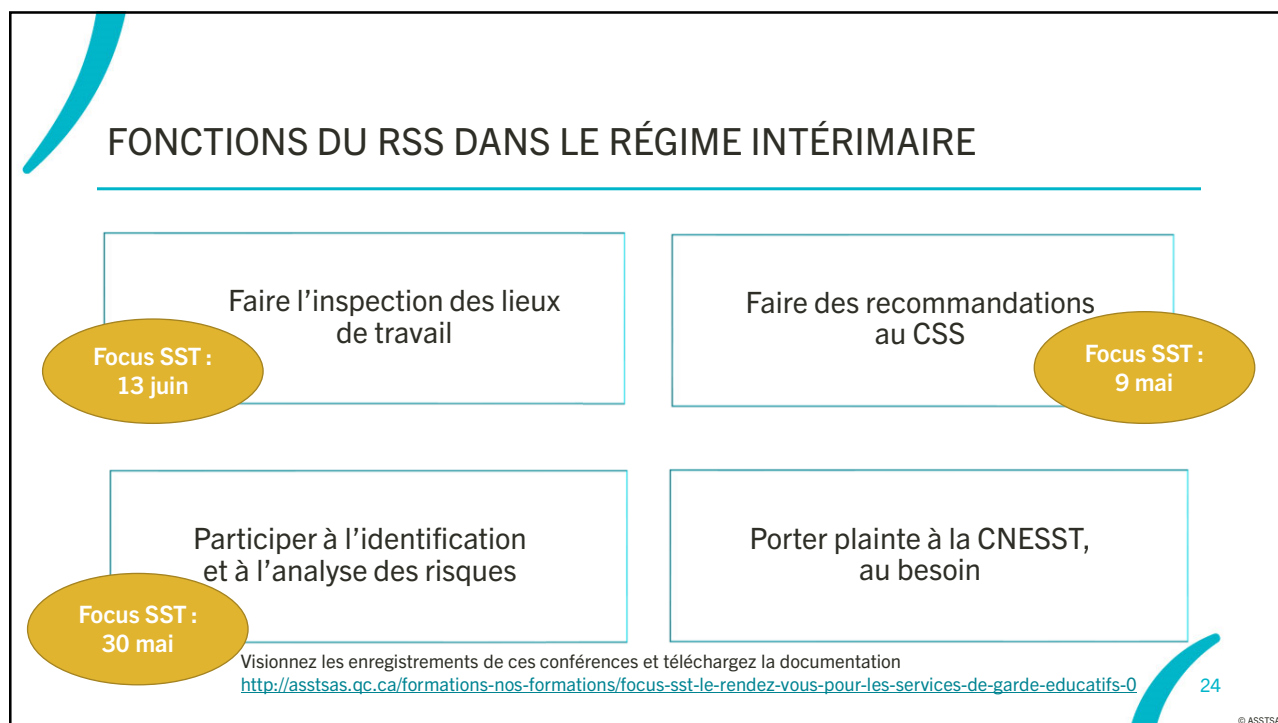 FONCTIONS DU RSS DANS LE RÉGIME INTÉRIMAIRE
Faire l’inspection des lieux
de travail
Focus SST :
13 juin
Faire des recommandations
au CSS
Focus SST :
9 mai
Participer à l’identification
et à l’analyse des risques
Focus SST :
30 mai
Porter plainte à la CNESST,
au besoin
Visionnez les enregistrements de ces conférences et téléchargez la documentation
http://asstsas.qc.ca/formations-nos-formations/focus-sst-le-rendez-vous-pour-les-services-de-garde-educatifs-0
24
© ASSTSA